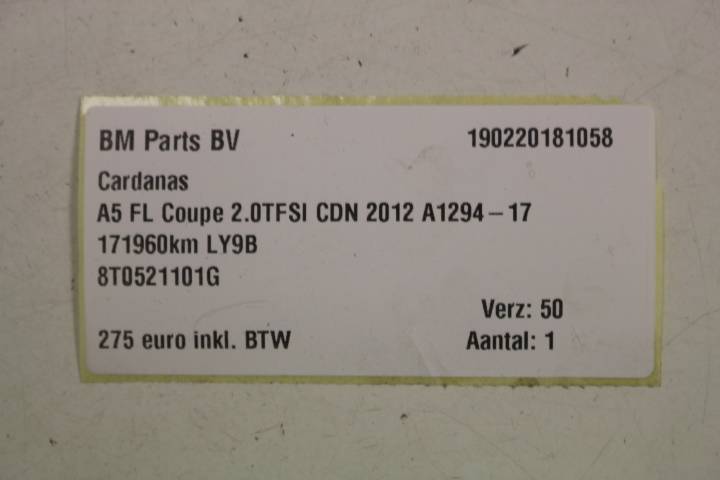 BM Parts BV 190220181058
Cardanas
A5 FL Coupe 2.0TFSI CDN 2012 A1294-17
171960km LY9B
8T0521101G
Verz: 50
275 euro inkl. BTW Aantal: 1